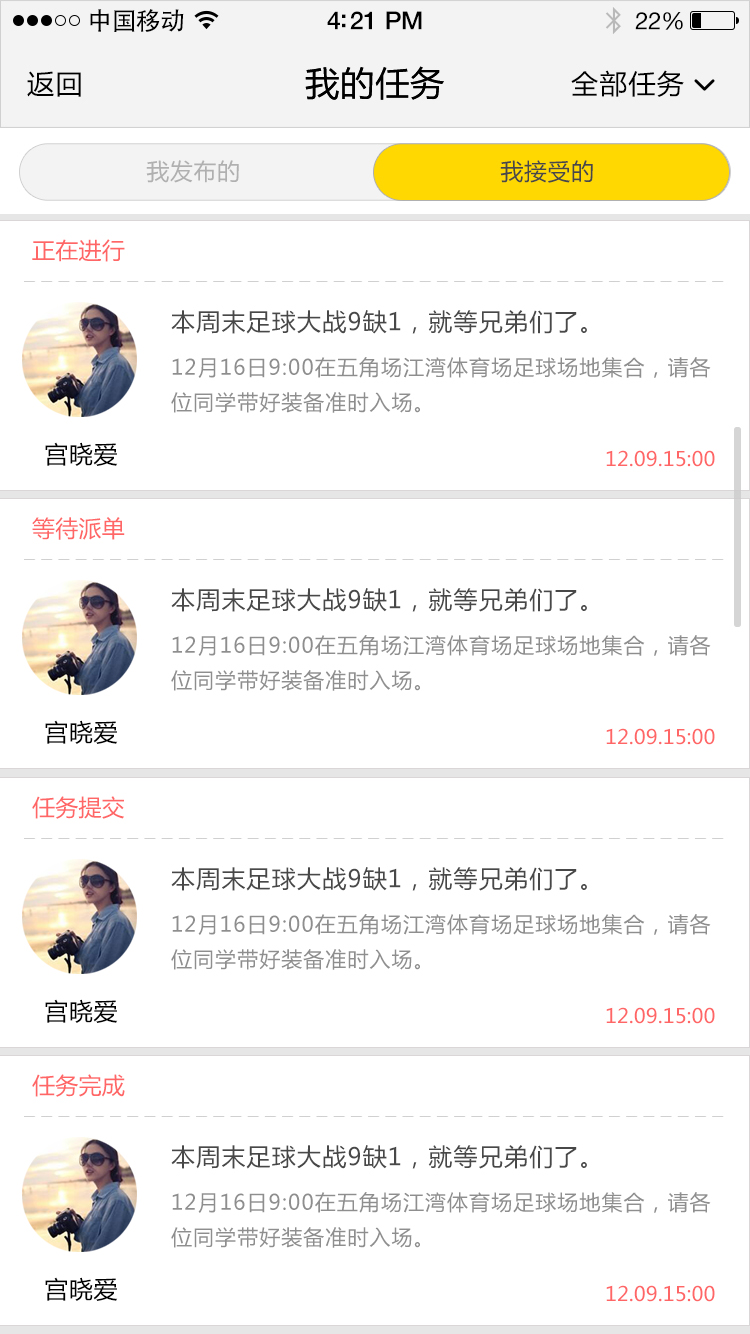 中国移动 4:21 PM 22%
返回 我的任务 全部任务
我发布的 我接受的
正在进行
本周末足球大战9缺1，就等兄弟们了。
12月16日9:00在五角场江湾体育场足球场地集合，请各
位同学带好装备准时入场。
宫晓爱 12.09.15:00
等待派单
本周末足球大战9缺1，就等兄弟们了。
12月16日9:00在五角场江湾体育场足球场地集合，请各
位同学带好装备准时入场。
宫晓爱 12.09.15:00
任务提交
本周末足球大战9缺1，就等兄弟们了。
12月16日9:00在五角场江湾体育场足球场地集合，请各
位同学带好装备准时入场。
宫晓爱 12.09.15:00
任务完成
本周末足球大战9缺1，就等兄弟们了。
12月16日9:00在五角场江湾体育场足球场地集合，请各
位同学带好装备准时入场。
宫晓爱 12.09.15:00